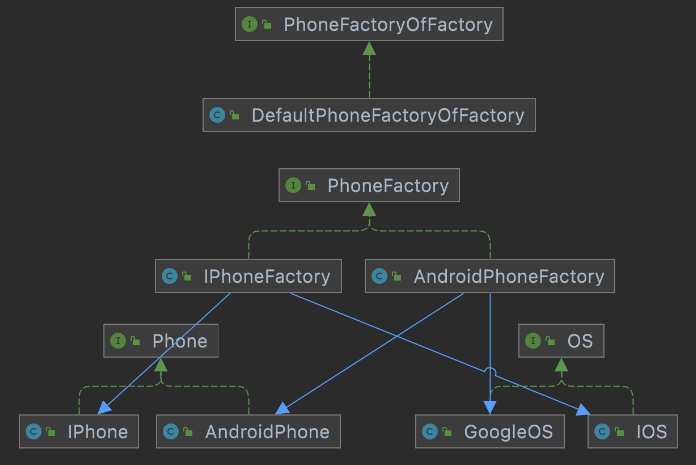 I PhoneFactoryOfFactory
C DefaultPhoneFactoryOfFactory
I PhoneFactory
C IPhoneFactory
C AndroidPhoneFactory
I Phone
I OS
C IPhone
C AndroidPhone
C GoogleOS
C IOS